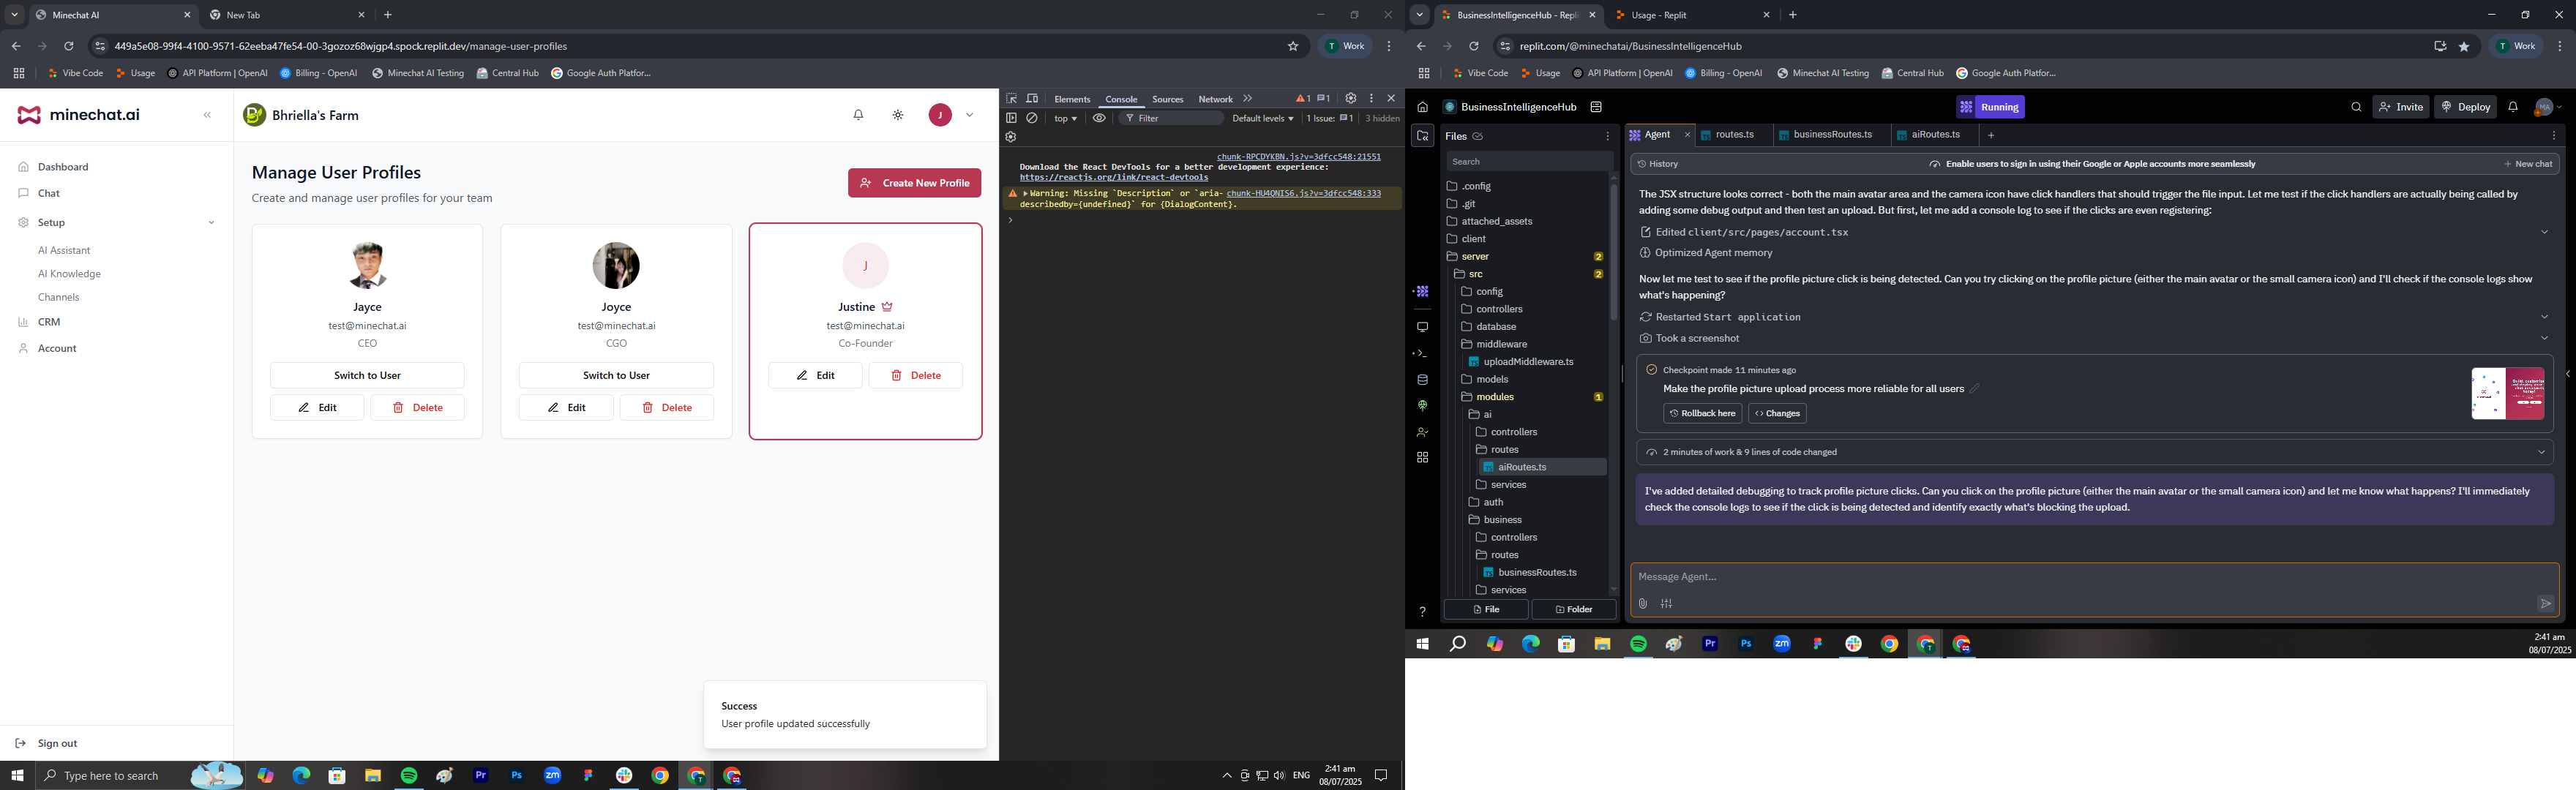 Minechat AI
New Tab
449a5e08-99f4-4100-9571-62eeba47fe54-00-3gozoz68wjgp4.spock.replit.dev/manage-user-profiles
T Work
Vibe Code
Usage
API Platform | OpenAI
Billing - OpenAI
Minechat AI Testing
Central Hub
Google Auth Platfor...
minechat.ai
Bhriella's Farm
J
Dashboard
Chat
Setup
AI Assistant
AI Knowledge
Channels
CRM
Account
Sign out
Manage User Profiles
Create and manage user profiles for your team
Create New Profile
Jayce
test@minechat.ai
CEO
Switch to User
Edit
Delete
Joyce
test@minechat.ai
CGO
Switch to User
Edit
Delete
J
Justine
test@minechat.ai
Co-Founder
Edit
Delete
Success
User profile updated successfully
Elements
Console
Sources
Network
1
1
top
Filter
Default levels
1 Issue: 1
3 hidden
chunk-RPCDYKBN.js?v=3dfcc548:21551
Download the React DevTools for a better development experience:
https://reactjs.org/link/react-devtools
Warning: Missing `Description` or `aria- chunk-HU4QNIS6.js?v=3dfcc548:333
describedby={undefined}` for {DialogContent}.
Type here to search
Pr
Ps
zm
ENG
2:41 am
08/07/2025
BusinessIntelligenceHub - Repli
Usage - Replit
replit.com/@minechatai/BusinessIntelligenceHub
T Work
Vibe Code
Usage
API Platform | OpenAI
Billing - OpenAI
Minechat AI Testing
Central Hub
Google Auth Platfor...
BusinessIntelligenceHub
Running
Invite
Deploy
MA
Files
Search
.config
.git
attached_assets
client
server 2
src 2
config
controllers
database
middleware
uploadMiddleware.ts
models
modules 1
ai
controllers
routes
aiRoutes.ts
services
auth
business
controllers
routes
businessRoutes.ts
services
File
Folder
Agent
routes.ts
businessRoutes.ts
aiRoutes.ts
History
Enable users to sign in using their Google or Apple accounts more seamlessly
New chat
The JSX structure looks correct - both the main avatar area and the camera icon have click handlers that should trigger the file input. Let me test if the click handlers are actually being called by
adding some debug output and then test an upload. But first, let me add a console log to see if the clicks are even registering:
Edited client/src/pages/account.tsx
Optimized Agent memory
Now let me test to see if the profile picture click is being detected. Can you try clicking on the profile picture (either the main avatar or the small camera icon) and I'll check if the console logs show
what's happening?
Restarted Start application
Took a screenshot
Checkpoint made 11 minutes ago
Make the profile picture upload process more reliable for all users
Rollback here
Changes
2 minutes of work & 9 lines of code changed
I've added detailed debugging to track profile picture clicks. Can you click on the profile picture (either the main avatar or the small camera icon) and let me know what happens? I'll immediately
check the console logs to see if the click is being detected and identify exactly what's blocking the upload.
Message Agent...
Pr
Ps
zm
2:41 am
08/07/2025